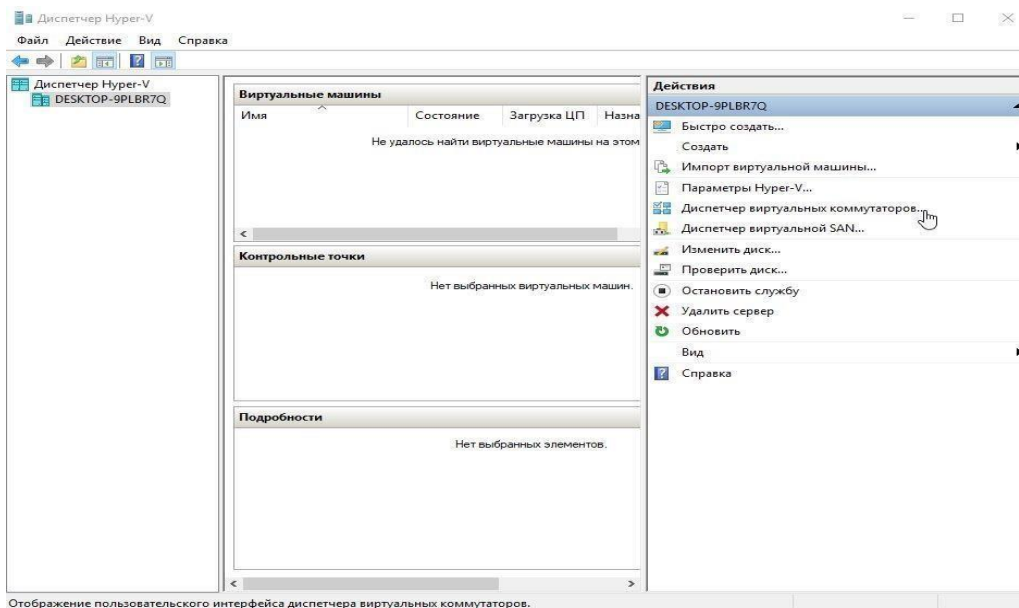 Диспетчер Hyper-V
Файл Действие Вид Справка
Диспетчер Hyper-V
DESKTOP-9PLBR7Q
Виртуальные машины
Имя Состояние Загрузка ЦП Назна
Не удалось найти виртуальные машины на этом
Контрольные точки
Нет выбранных виртуальных машин.
Подробности
Нет выбранных элементов.
Действия
DESKTOP-9PLBR7Q
Быстро создать...
Создать
Импорт виртуальной машины...
Параметры Hyper-V...
Диспетчер виртуальных коммутаторов...
Диспетчер виртуальной SAN...
Изменить диск...
Проверить диск...
Остановить службу
Удалить сервер
Обновить
Вид
Справка
Отображение пользовательского интерфейса диспетчера виртуальных коммутаторов.